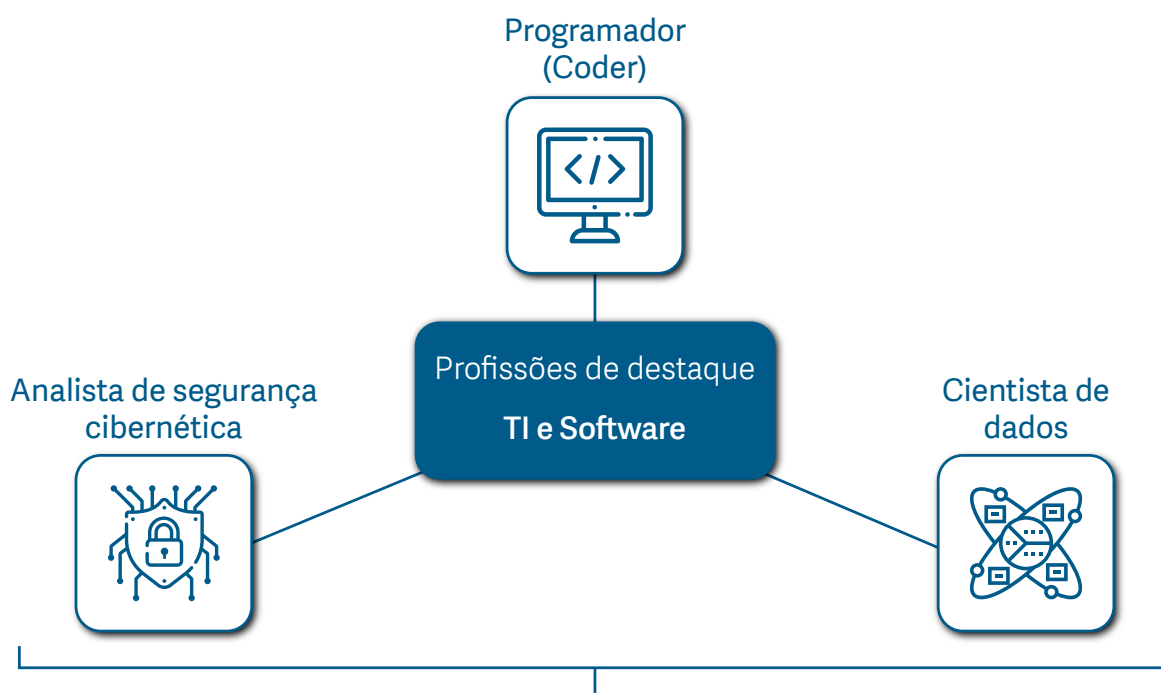 Programador
(Coder)
</>
Profissões de destaque
TI e Software
Analista de segurança
cibernética
Cientista de
dados